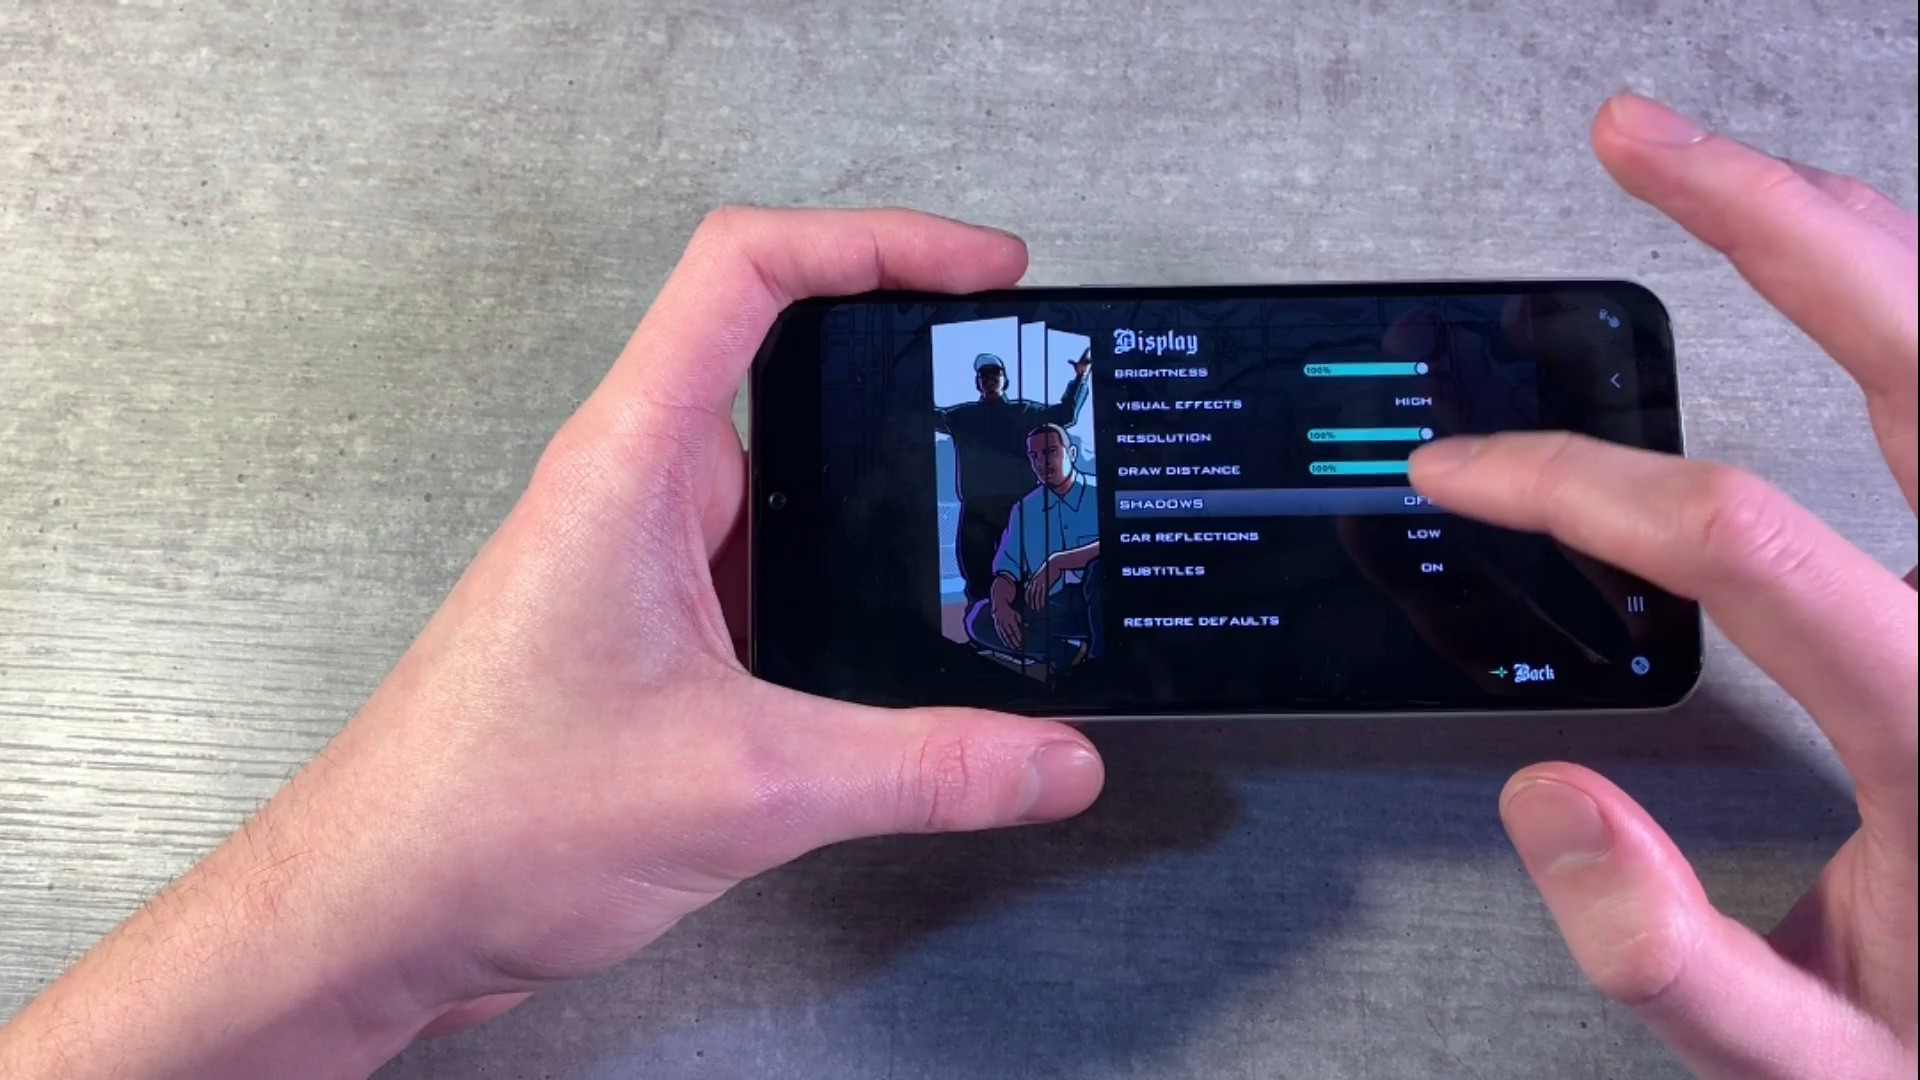 Display
BRIGHTNESS 100%
VISUAL EFFECTS HIGH
RESOLUTION 100%
DRAW DISTANCE 100%
SHADOWS
CAR REFLECTIONS LOW
SUBTITLES ON
RESTORE DEFAULTS
Back